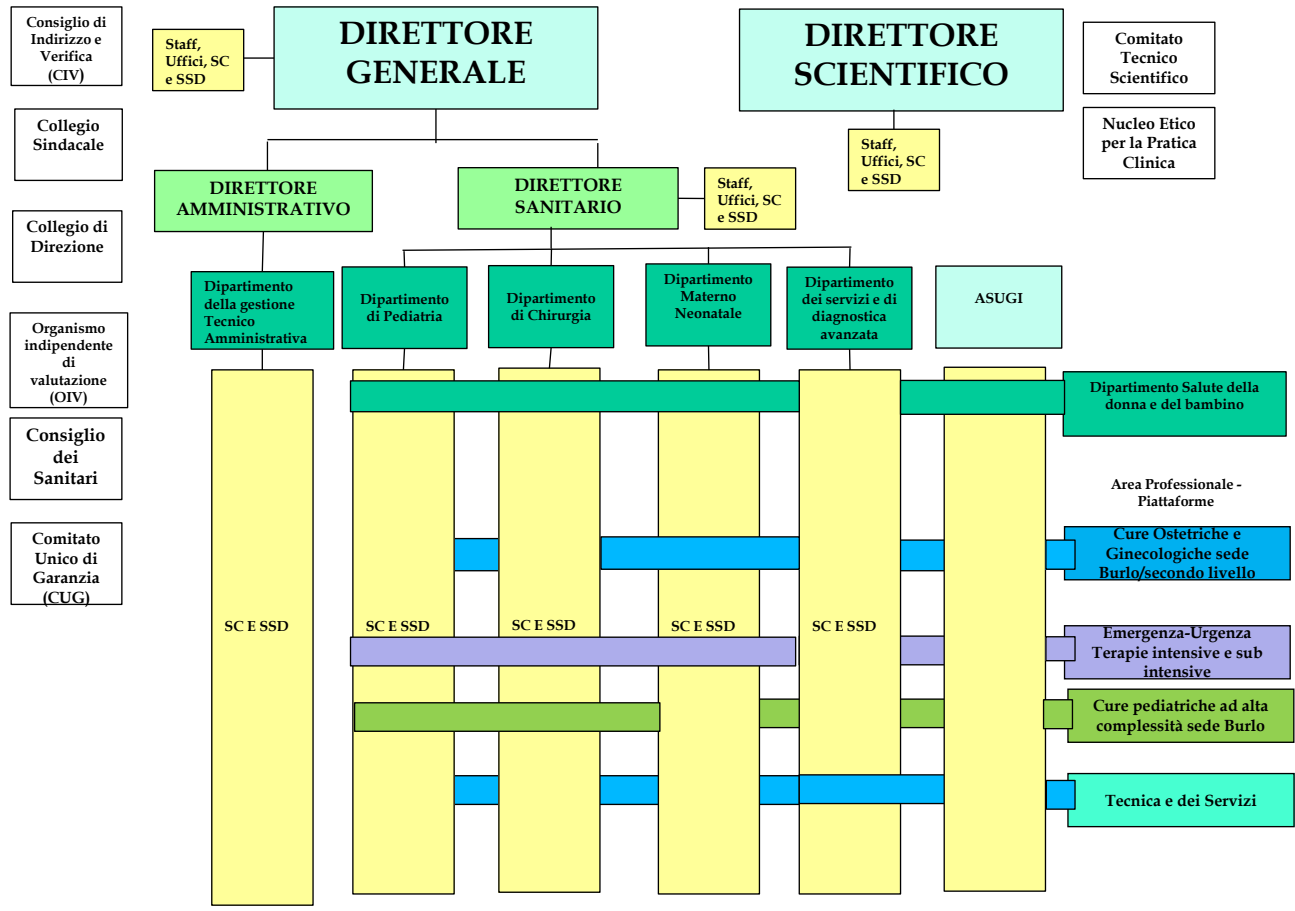 Consiglio di
Indirizzo e
Verifica
(CIV)
Collegio
Sindacale
Collegio di
Direzione
Organismo
indipendente
di
valutazione
(OIV)
Consiglio
dei
Sanitari
Comitato
Unico di
Garanzia
(CUG)
Staff,
Uffici, SC
e SSD
DIRETTORE
GENERALE
DIRETTORE
SCIENTIFICO
Staff,
Uffici, SC
e SSD
Comitato
Tecnico
Scientifico
Nucleo Etico
per la Pratica
Clinica
DIRETTORE
AMMINISTRATIVO
DIRETTORE
SANITARIO
Staff,
Uffici, SC
e SSD
Dipartimento
della gestione
Tecnico
Amministrativa
Dipartimento
di Pediatria
Dipartimento
di Chirurgia
Dipartimento
Materno
Neonatale
Dipartimento
dei servizi e di
diagnostica
avanzata
ASUGI
SC E SSD
SC E SSD
SC E SSD
SC E SSD
SC E SSD
Dipartimento Salute della
donna e del bambino
Area Professionale -
Piattaforme
Cure Ostetriche e
Ginecologiche sede
Burlo/secondo livello
Emergenza-Urgenza
Terapie intensive e sub
intensive
Cure pediatriche ad alta
complessità sede Burlo
Tecnica e dei Servizi